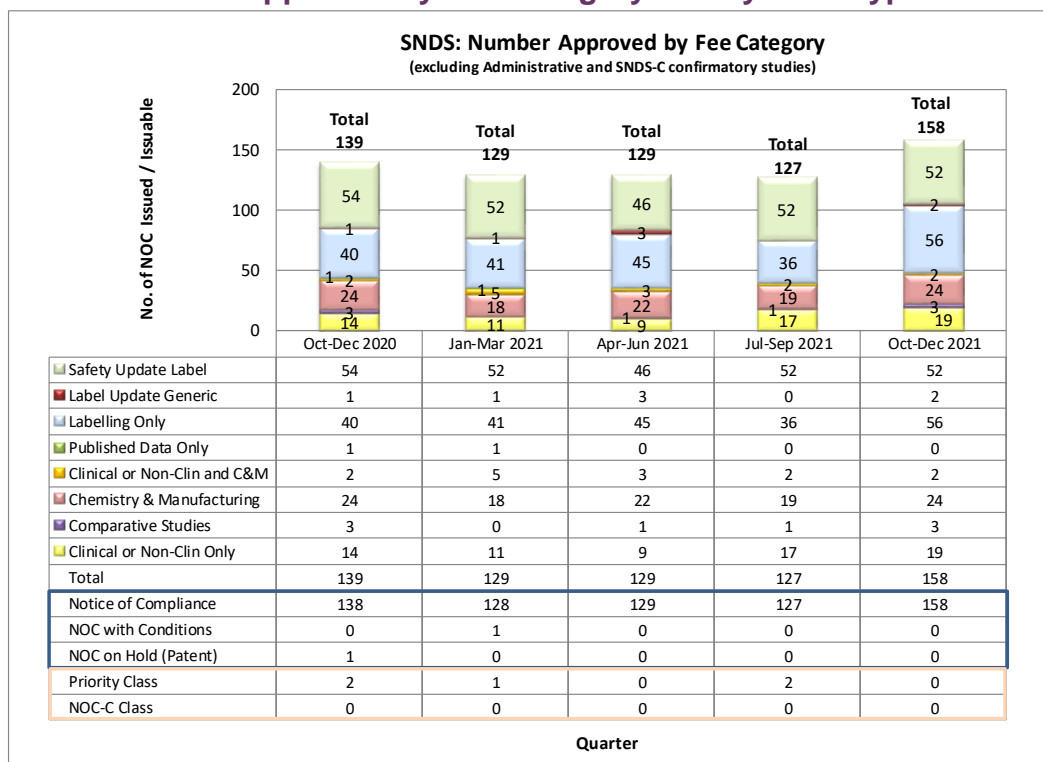 SNDS: Number Approved by Fee Category
(excluding Administrative and SNDS-C confirmatory studies)
No. of NOC Issued / Issuable
200
150
100
50
0
Total
139
Total
129
Total
129
Total
127
Total
158
54
1
40
1
2
24
3
14
52
1
41
1
5
18
11
46
3
45
3
22
1
9
52
36
2
19
1
17
52
2
56
2
24
3
19
Oct-Dec 2020 Jan-Mar 2021 Apr-Jun 2021 Jul-Sep 2021 Oct-Dec 2021
Safety Update Label 54 52 46 52 52
Label Update Generic 1 1 3 0 2
Labelling Only 40 41 45 36 56
Published Data Only 1 1 0 0 0
Clinical or Non-Clin and C&M 2 5 3 2 2
Chemistry & Manufacturing 24 18 22 19 24
Comparative Studies 3 0 1 1 3
Clinical or Non-Clin Only 14 11 9 17 19
Total 139 129 129 127 158
Notice of Compliance 138 128 129 127 158
NOC with Conditions 0 1 0 0 0
NOC on Hold (Patent) 1 0 0 0 0
Priority Class 2 1 0 2 0
NOC-C Class 0 0 0 0 0
Quarter